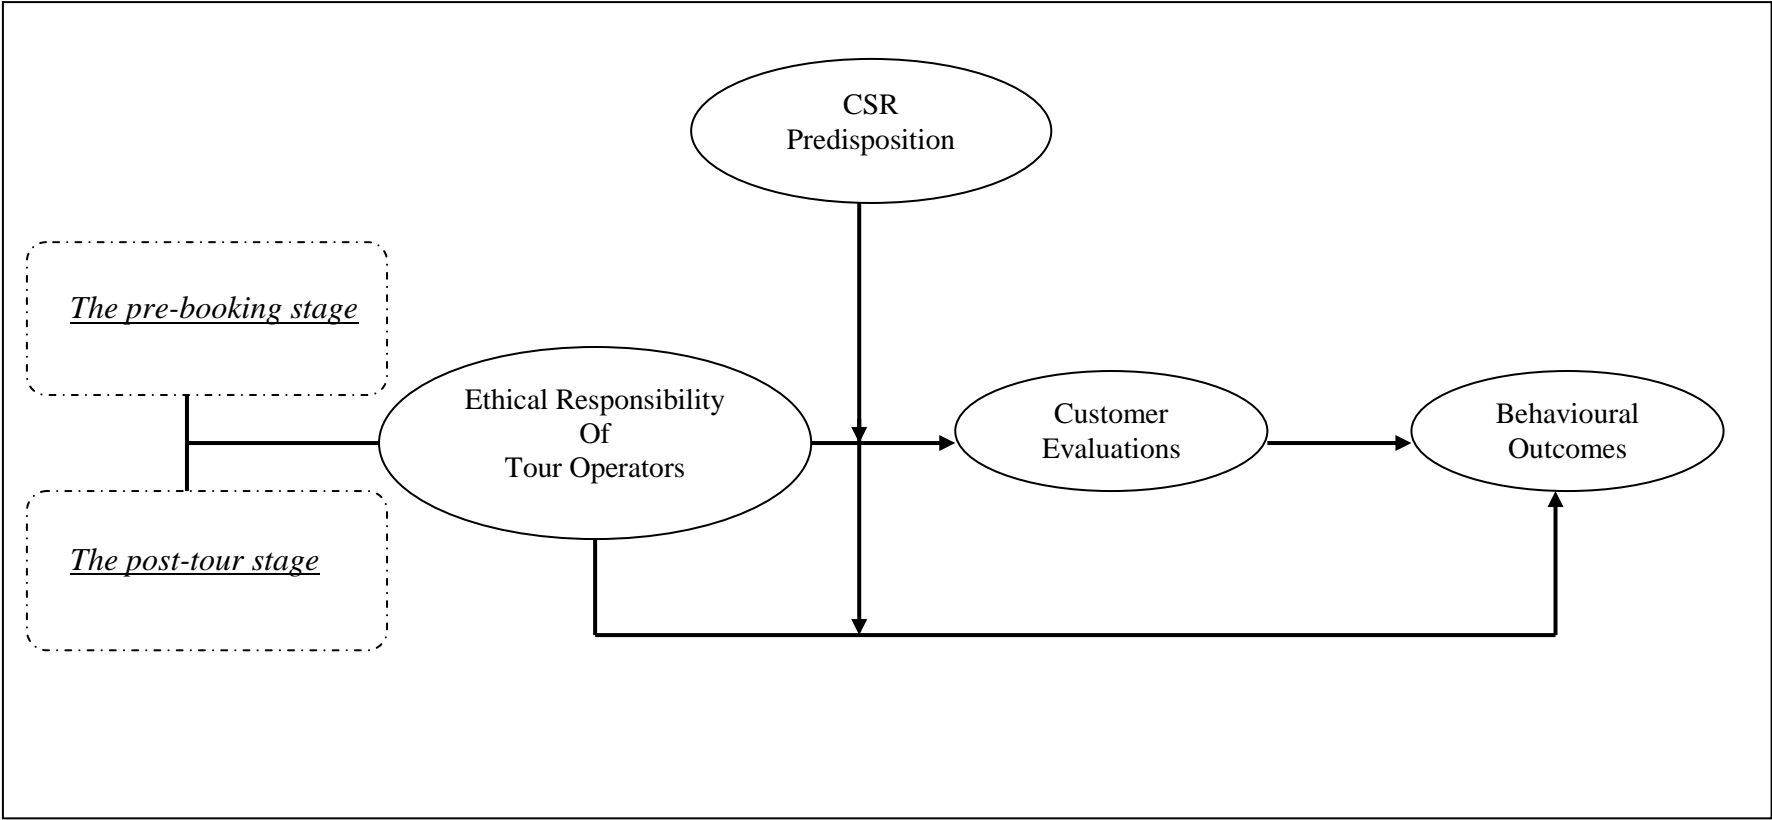 CSR
Predisposition
The pre-booking stage
Ethical Responsibility
Of
Tour Operators
Customer
Evaluations
Behavioural
Outcomes
The post-tour stage